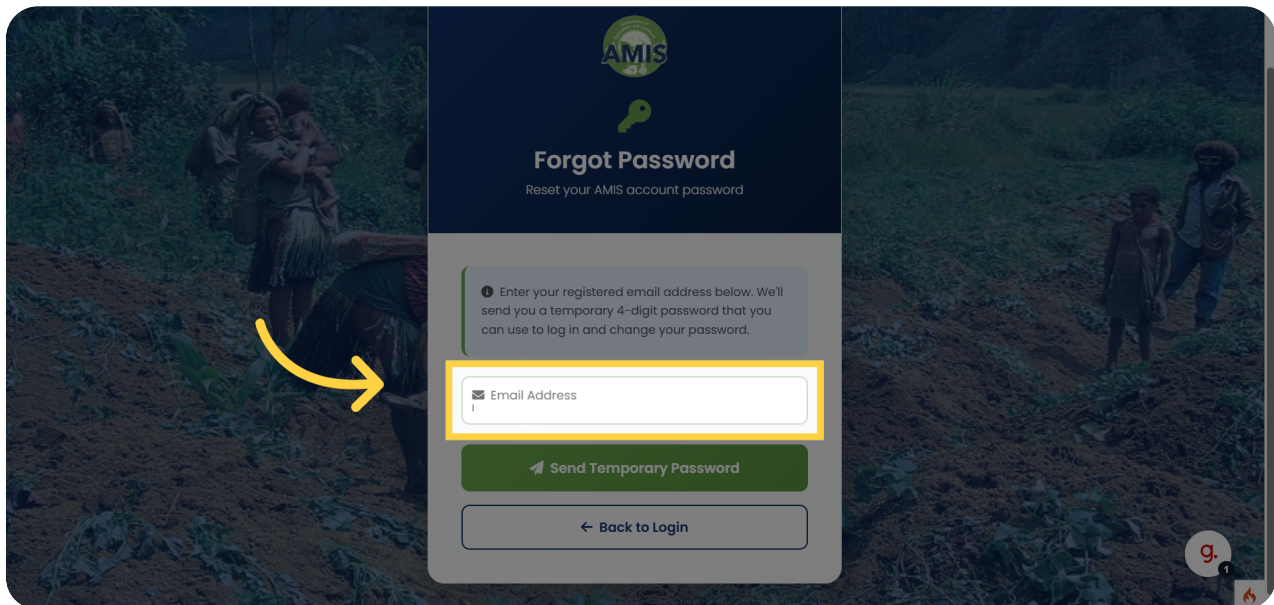 AMIS
Forgot Password
Reset your AMIS account password
Enter your registered email address below. We'll
send you a temporary 4-digit password that you
can use to log in and change your password.
Email Address
Send Temporary Password
Back to Login
g.
1